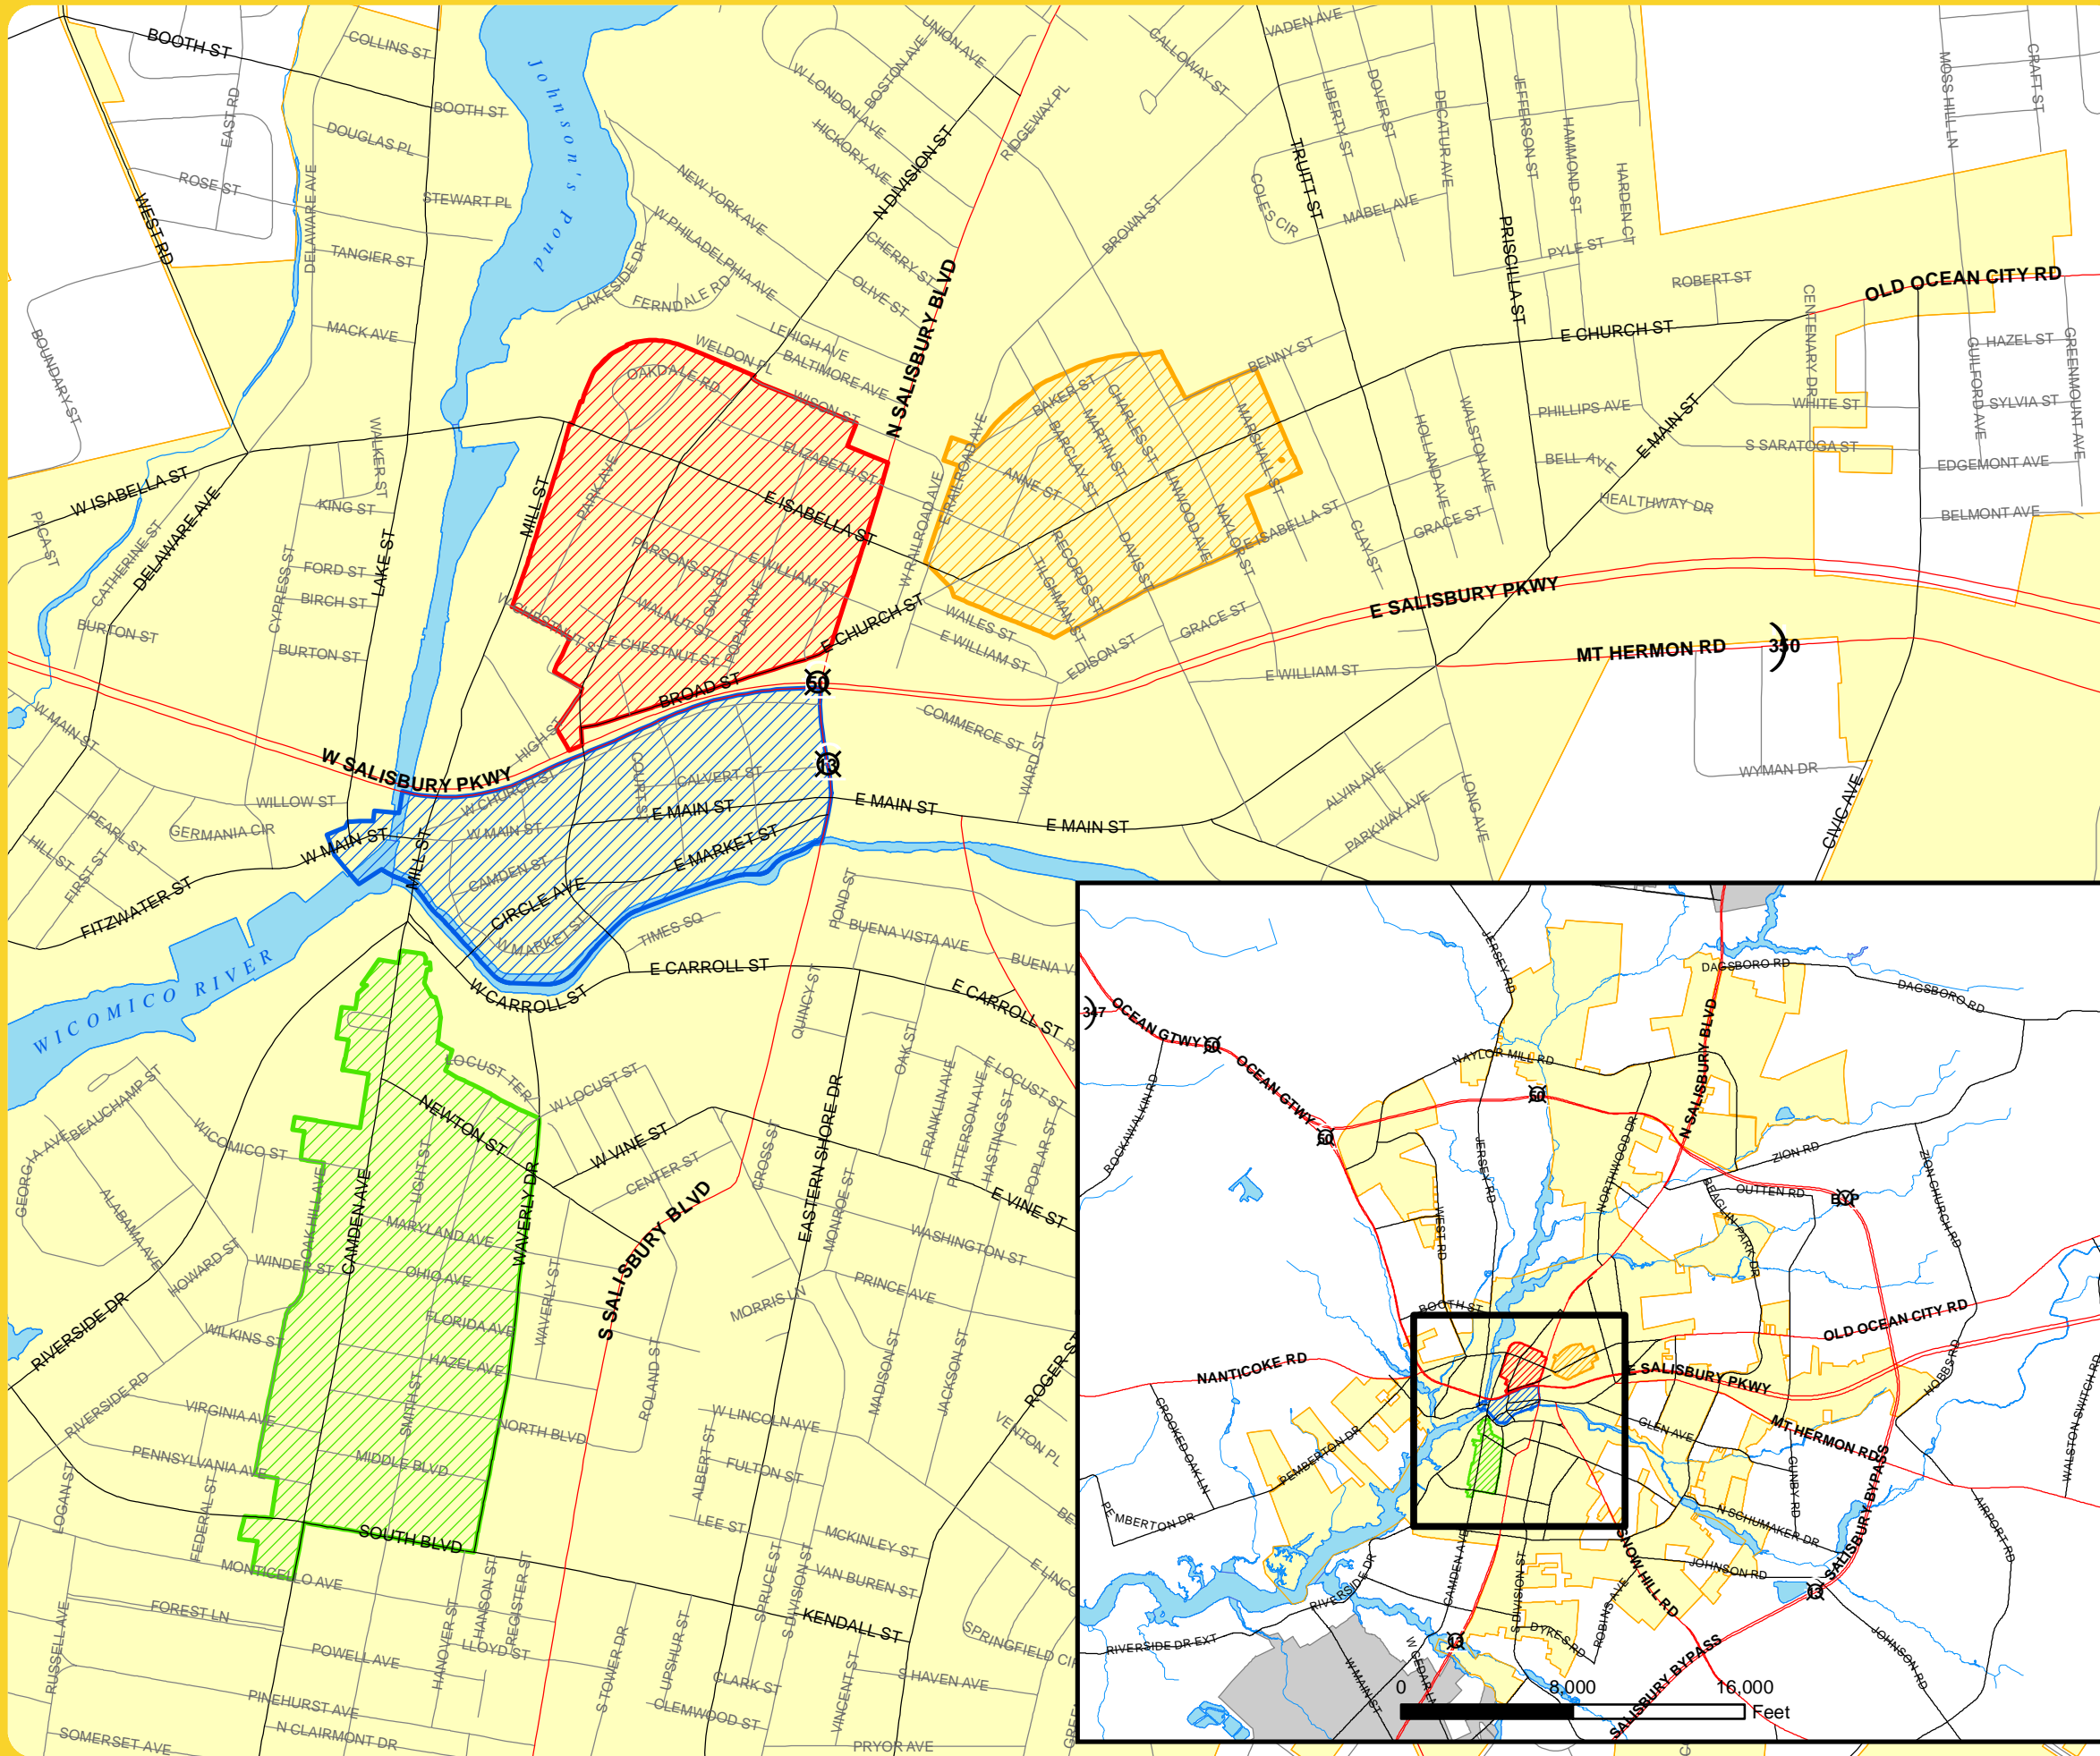 BOOTH ST
COLLINS ST
EAST RD
BOOTH ST
DOUGLAS PL
ROSE ST
STEWART PL
WEST RD
DELAWARE AVE
TANGIER ST
MACK AVE
BOUNDARY ST
Johnson's Pond
UNION AVE
BOSTON AVE
W LONDON AVE
HICKORY AVE
N DIVISION ST
RIDGEWAY PL
CALLOWAY ST
VADEN AVE
LIBERTY ST
DOVER ST
DECATUR AVE
JEFFERSON ST
HAMMOND ST
HARDEN CT
MOSS HILL LN
CRAFT ST
NEW YORK AVE
W PHILADELPHIA AVE
LAKESIDE DR
FERNDALE RD
CHERRY ST
OLIVE ST
N SALISBURY BLVD
BROWN ST
TRUITT ST
COLES CIR
MABEL AVE
PRISCILLA ST
PYLE ST
ROBERT ST
OLD OCEAN CITY RD
E CHURCH ST
CENTENARY DR
GUILFORD AVE
HAZEL ST
GREENMOUNT AVE
SYLVIA ST
WHITE ST
PHILLIPS AVE
E MAIN ST
S SARATOGA ST
EDGEMONT AVE
BELL AVE
HEALTHWAY DR
BELMONT AVE
LEHIGH AVE
WELDON PL
BALTIMORE AVE
OAKDALE RD
WISON ST
ELIZABETH ST
E ISABELLA ST
PARK AVE
MILL ST
PARSONS ST
E WILLIAM ST
GAY ST
WALNUT ST
POPLAR AVE
W CHESTNUT ST
E CHESTNUT ST
E CHURCH ST
BROAD ST
HIGH ST
W RAILROAD AVE
E RAILROAD AVE
BAKER ST
BENNY ST
CHARLES ST
MARTIN ST
BARCLAY ST
ANNE ST
LINWOOD AVE
MARSHALL ST
NAYLOR ST
E ISABELLA ST
DAVIS ST
RECORDS ST
TILGHMAN ST
WAILES ST
E WILLIAM ST
EDISON ST
GRACE ST
CLAY ST
HOLLAND AVE
WALSTON AVE
GRACE ST
E SALISBURY PKWY
MT HERMON RD
350
E WILLIAM ST
W ISABELLA ST
WALKER ST
KING ST
DELAWARE AVE
PACA ST
CATHERINE ST
CYPRESS ST
FORD ST
BIRCH ST
LAKE ST
BURTON ST
BURTON ST
W MAIN ST
W SALISBURY PKWY
WILLOW ST
GERMANIA CIR
PEARL ST
HILL ST
FIRST ST
W MAIN ST
FITZWATER ST
MILL ST
50
13
COURT ST
CALVERT ST
W CHURCH ST
W MAIN ST
E MAIN ST
E MARKET ST
CAMDEN ST
CIRCLE AVE
W MARKET ST
TIMES SQ
COMMERCE ST
WARD ST
E MAIN ST
E MAIN ST
ALVIN AVE
PARKWAY AVE
LONG AVE
WYMAN DR
CIVIC AVE
WICOMICO RIVER
E CARROLL ST
W CARROLL ST
POND ST
BUENA VISTA AVE
BUENA V
E CARROLL ST
QUINCY ST
OAK ST
E LOCUST ST
FRANKLIN AVE
PATTERSON AVE
HASTINGS ST
POPLAR ST
E VINE ST
WASHINGTON ST
PRINCE AVE
EASTERN SHORE DR
MONROE ST
CROSS ST
MORRIS LN
MADISON ST
JACKSON ST
ROGER S
VENTON PL
LOCUST TER
W LOCUST ST
NEWTON ST
W VINE ST
CENTER ST
S SALISBURY BLVD
WAVERLY DR
WAVERLY ST
LIGHT ST
CAMDEN AVE
MARYLAND AVE
OHIO AVE
FLORIDA AVE
HAZEL AVE
SMITH ST
NORTH BLVD
MIDDLE BLVD
SOUTH BLVD
ROLAND ST
BEAUCHAMP ST
GEORGIA AVE
WICOMICO ST
ALABAMA AVE
HOWARD ST
OAK HILL AVE
WINDER ST
WILKINS ST
RIVERSIDE DR
RIVERSIDE RD
VIRGINIA AVE
PENNSYLVANIA AVE
LOGAN ST
FEDERAL ST
MONTICELLO AVE
FOREST LN
RUSSELL AVE
POWELL AVE
HANOVER ST
HANSON ST
REGISTER ST
LLOYD ST
PINEHURST AVE
N CLAIRMONT DR
SOMERSET AVE
W LINCOLN AVE
ALBERT ST
FULTON ST
LEE ST
MCKINLEY ST
VAN BUREN ST
SPRUCE ST
S DIVISION ST
KENDALL ST
E LINCO
SPRINGFIELD CI
S HAVEN AVE
UPSHUR ST
S TOWER DR
CLARK ST
CLEMWOOD ST
VINCENT ST
PRYOR AVE
347
OCEAN GTWY
50
OCEAN GTWY
50
ROCKAWALKIN RD
JERSEY RD
NAYLOR MILL RD
50
DAGSBORO RD
DAGSBORO RD
N SALISBURY BLVD
JERSEY RD
WEST RD
NORTHWOOD DR
ZION RD
ZION CHURCH RD
OUTTEN RD
BYP
BEAGLIN PARK DR
BOOTH ST
OLD OCEAN CITY RD
HOBBS RD
NANTICOKE RD
E SALISBURY PKWY
MT HERMON RD
GLEN AVE
WALSTON SWITCH RD
CROOKED OAK LN
PEMBERTON DR
PEMBERTON DR
GUNBY RD
N SCHUMAKER DR
SALISBURY BYPASS
AIRPORT RD
JOHNSON RD
13
SNOW HILL RD
CAMDEN AVE
S DIVISION ST
RIVERSIDE DR
RIVERSIDE DR EXT
13
DYKES RD
ROBINS AVE
JOHNSON RD
W MAIN ST
SALISBURY BYPASS
0 8,000 16,000
Feet